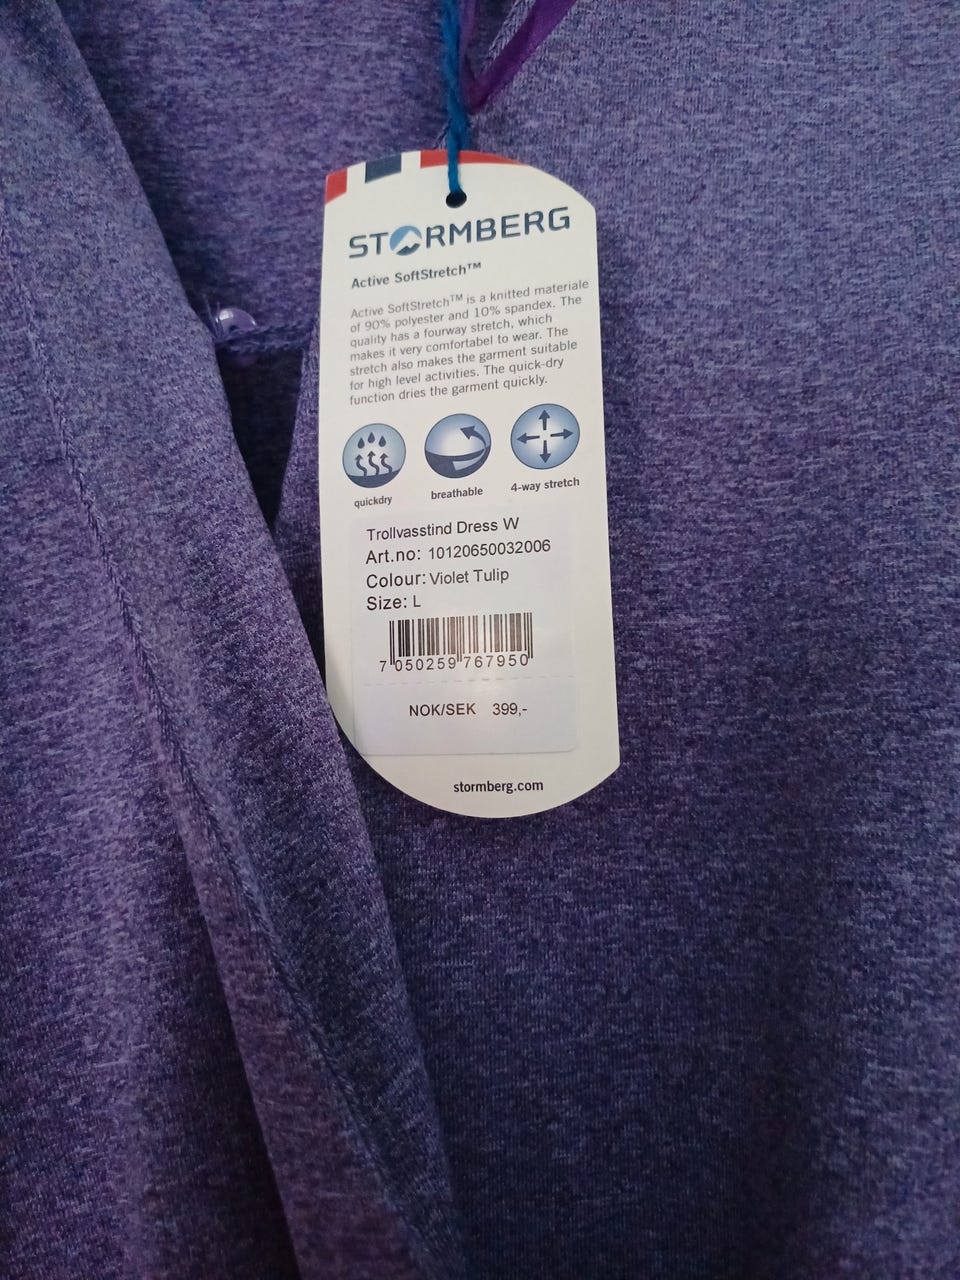 STORMBERG
Active SoftStretch™
Active SoftStretch™ is a knitted materiale
of 90% polyester and 10% spandex. The
quality has a fourway stretch, which
makes it very comfortabel to wear. The
stretch also makes the garment suitable
for high level activities. The quick-dry
function dries the garment quickly.
quickdry breathable 4-way stretch
Trollvasstind Dress W
Art.no: 10120650032006
Colour: Violet Tulip
Size: L
7 050259 767950
NOK/SEK 399,-
stormberg.com